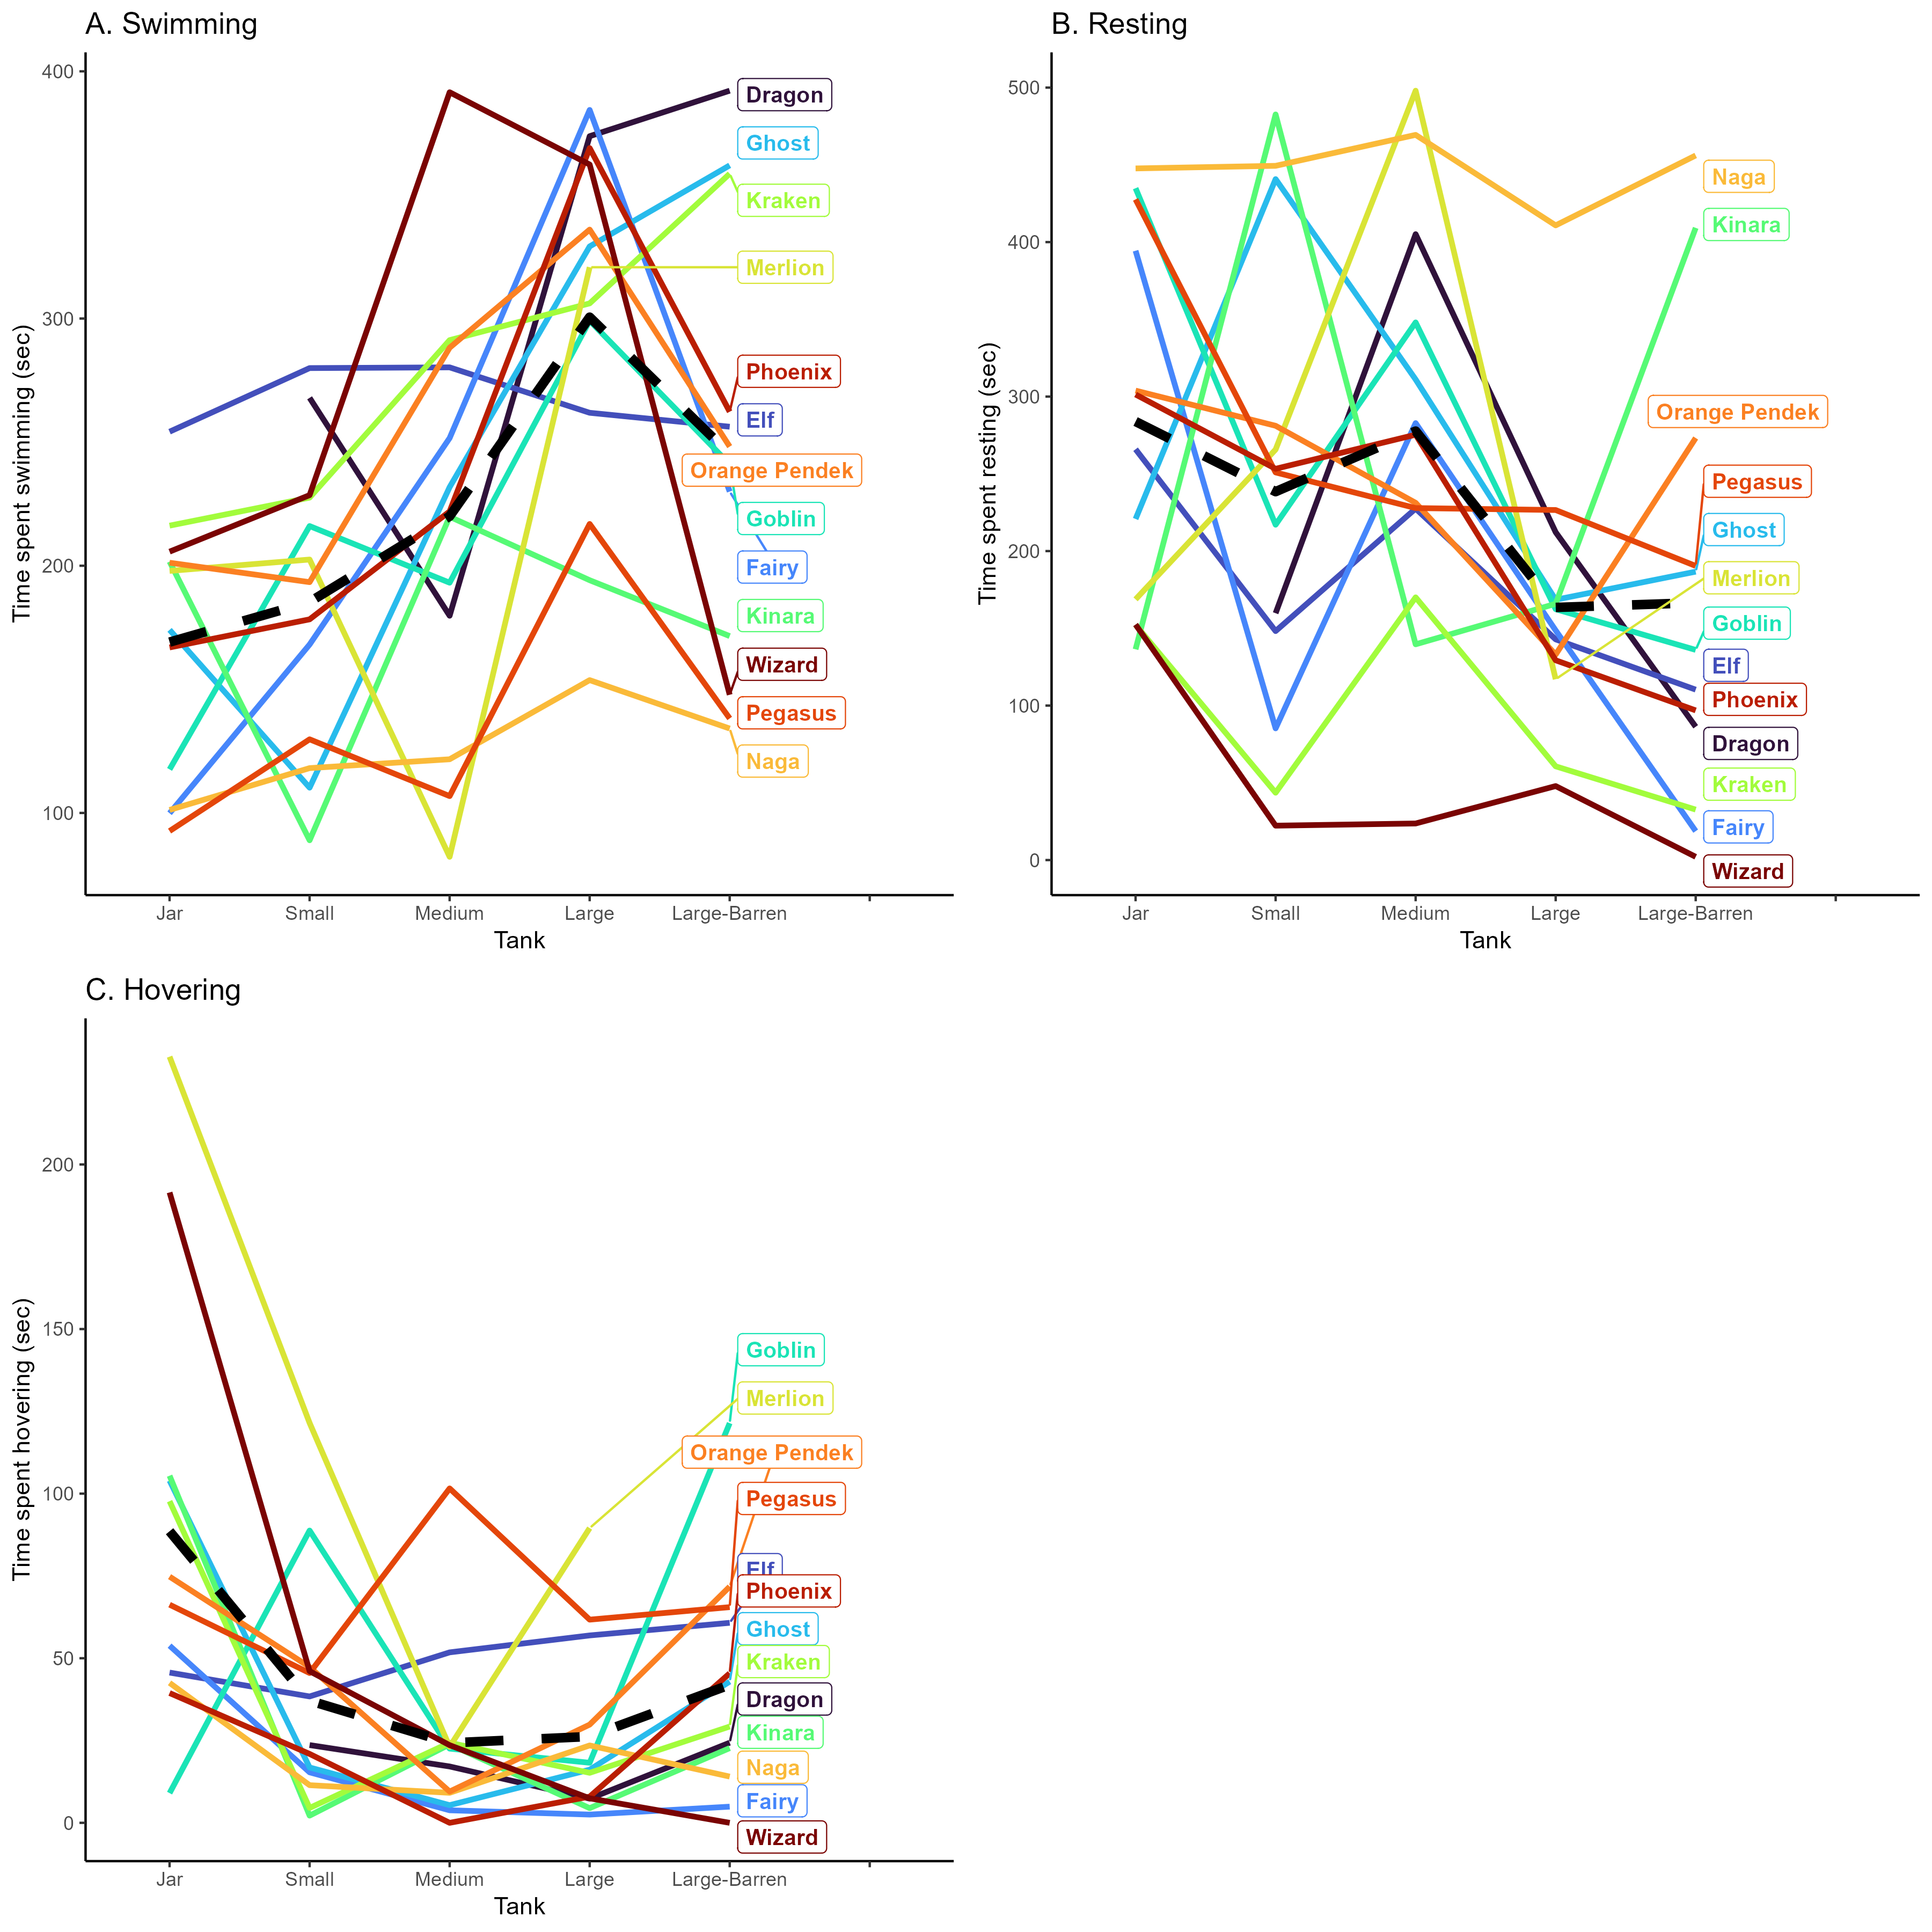 A. Swimming
Time spent swimming (sec)
400
300
200
100
Dragon
Ghost
Kraken
Merlion
Phoenix
Elf
Orange Pendek
Goblin
Fairy
Kinara
Wizard
Pegasus
Naga
Jar Small Medium Large Large-Barren
Tank
B. Resting
Time spent resting (sec)
500
400
300
200
100
0
Naga
Kinara
Orange Pendek
Pegasus
Ghost
Merlion
Goblin
Elf
Phoenix
Dragon
Kraken
Fairy
Wizard
Jar Small Medium Large Large-Barren
Tank
C. Hovering
Time spent hovering (sec)
200
150
100
50
0
Goblin
Merlion
Orange Pendek
Pegasus
Elf
Phoenix
Ghost
Kraken
Dragon
Kinara
Naga
Fairy
Wizard
Jar Small Medium Large Large-Barren
Tank